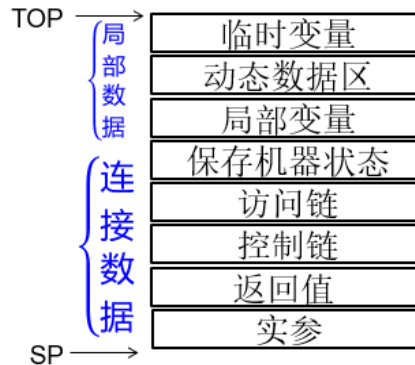 TOP
局部数据
临时变量
动态数据区
局部变量
连接数据
保存机器状态
访问链
控制链
返回值
实参
SP